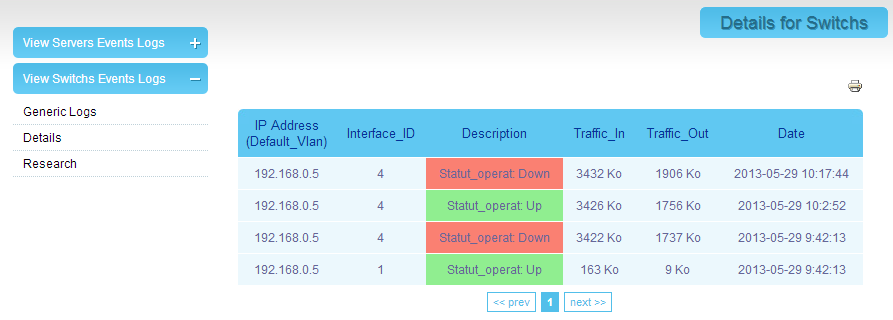 Details for Switchs
View Servers Events Logs +
View Switchs Events Logs −
Generic Logs
Details
Research
IP Address (Default_Vlan) Interface_ID Description Traffic_In Traffic_Out Date
192.168.0.5 4 Statut_operat: Down 3432 Ko 1906 Ko 2013-05-29 10:17:44
192.168.0.5 4 Statut_operat: Up 3426 Ko 1756 Ko 2013-05-29 10:2:52
192.168.0.5 4 Statut_operat: Down 3422 Ko 1737 Ko 2013-05-29 9:42:13
192.168.0.5 1 Statut_operat: Up 163 Ko 9 Ko 2013-05-29 9:42:13
<< prev 1 next >>